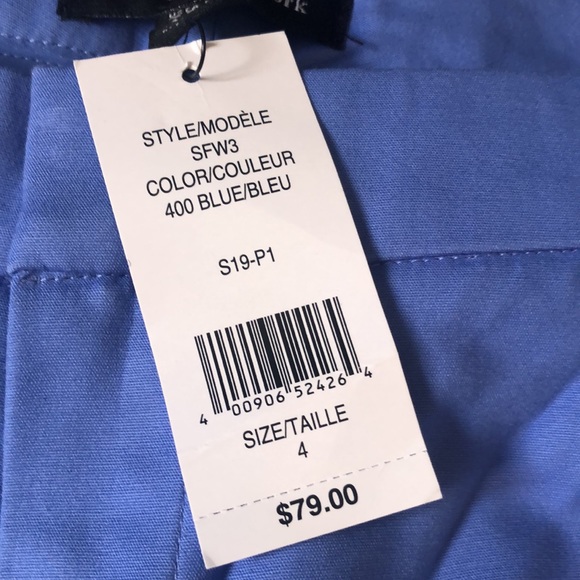 STYLE/MODÈLE
SFW3
COLOR/COULEUR
400 BLUE/BLEU
S19-P1
4 00906 52426 4
SIZE/TAILLE
4
$79.00